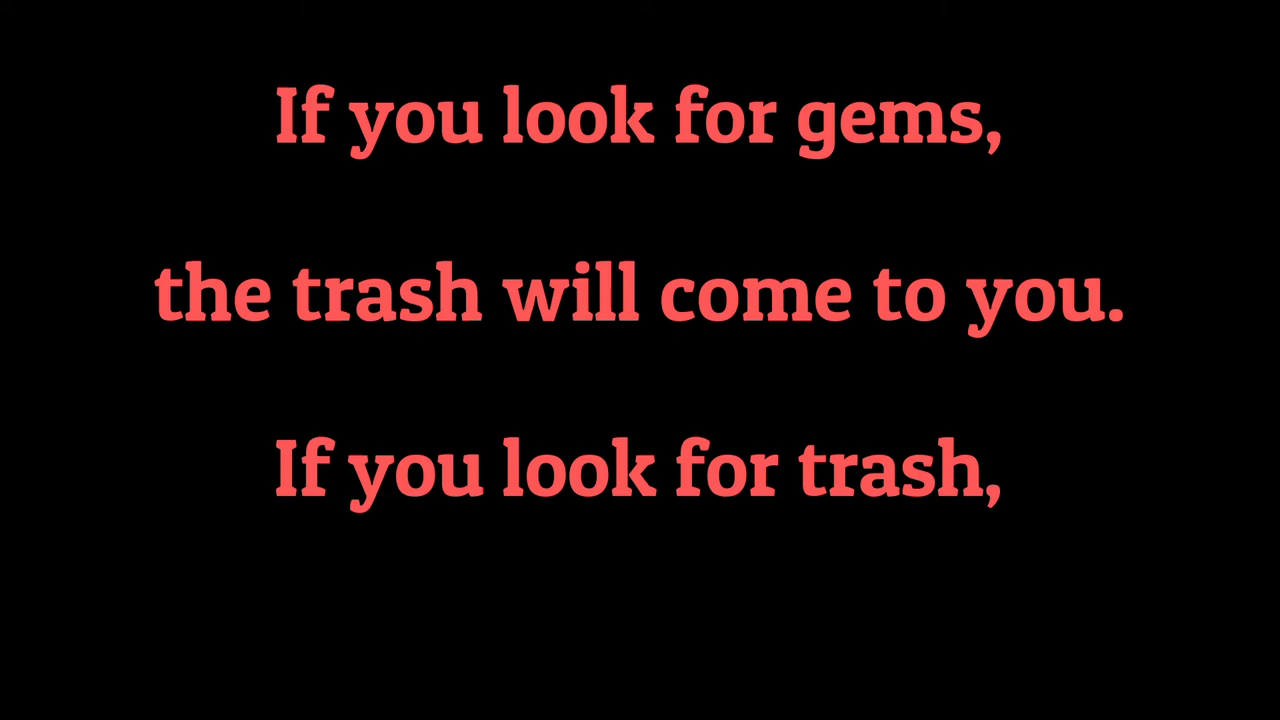 If you look for gems,
the trash will come to you.
If you look for trash,